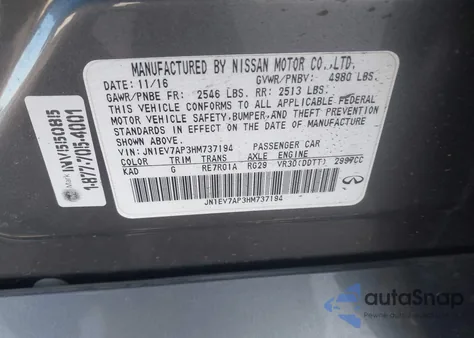 MANUFACTURED BY NISSAN MOTOR CO.,LTD.
DATE: 11/16 GVWR/PNBV: 4980 LBS.
GAWR/PNBE FR: 2546 LBS. RR: 2513 LBS.
THIS VEHICLE CONFORMS TO ALL APPLICABLE FEDERAL
MOTOR VEHICLE SAFETY,BUMPER,AND THEFT PREVENTION
STANDARDS IN EFFECT ON THE DATE OF MANUFACTURE
SHOWN ABOVE.
VIN: JN1EV7AP3HM737194 PASSENGER CAR
COLOR TRIM TRANS AXLE ENGINE
KAD G RE7R01A RG29 VR30(DDTT) 2997CC
JN1EV7AP3HM737194
INFINITI
1-877-705-4001
autoSnap